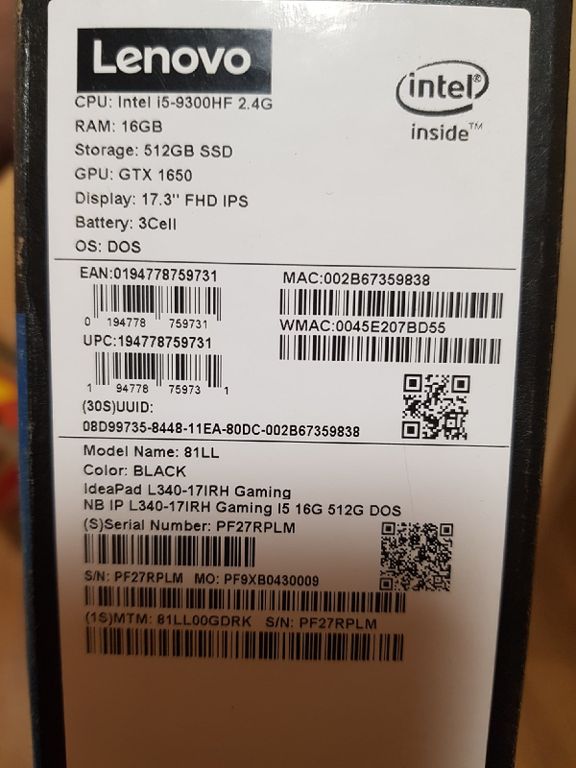 Lenovo
intel®
inside™
CPU: Intel i5-9300HF 2.4G
RAM: 16GB
Storage: 512GB SSD
GPU: GTX 1650
Display: 17.3" FHD IPS
Battery: 3Cell
OS: DOS
EAN:0194778759731
0 194778 759731
MAC:002B67359838
WMAC:0045E207BD55
UPC:194778759731
1 94778 75973 1
(30S)UUID:
08D99735-8448-11EA-80DC-002B67359838
Model Name: 81LL
Color: BLACK
IdeaPad L340-17IRH Gaming
NB IP L340-17IRH Gaming I5 16G 512G DOS
(S)Serial Number: PF27RPLM
S/N: PF27RPLM MO: PF9XB0430009
(1S)MTM: 81LL00GDRK S/N: PF27RPLM